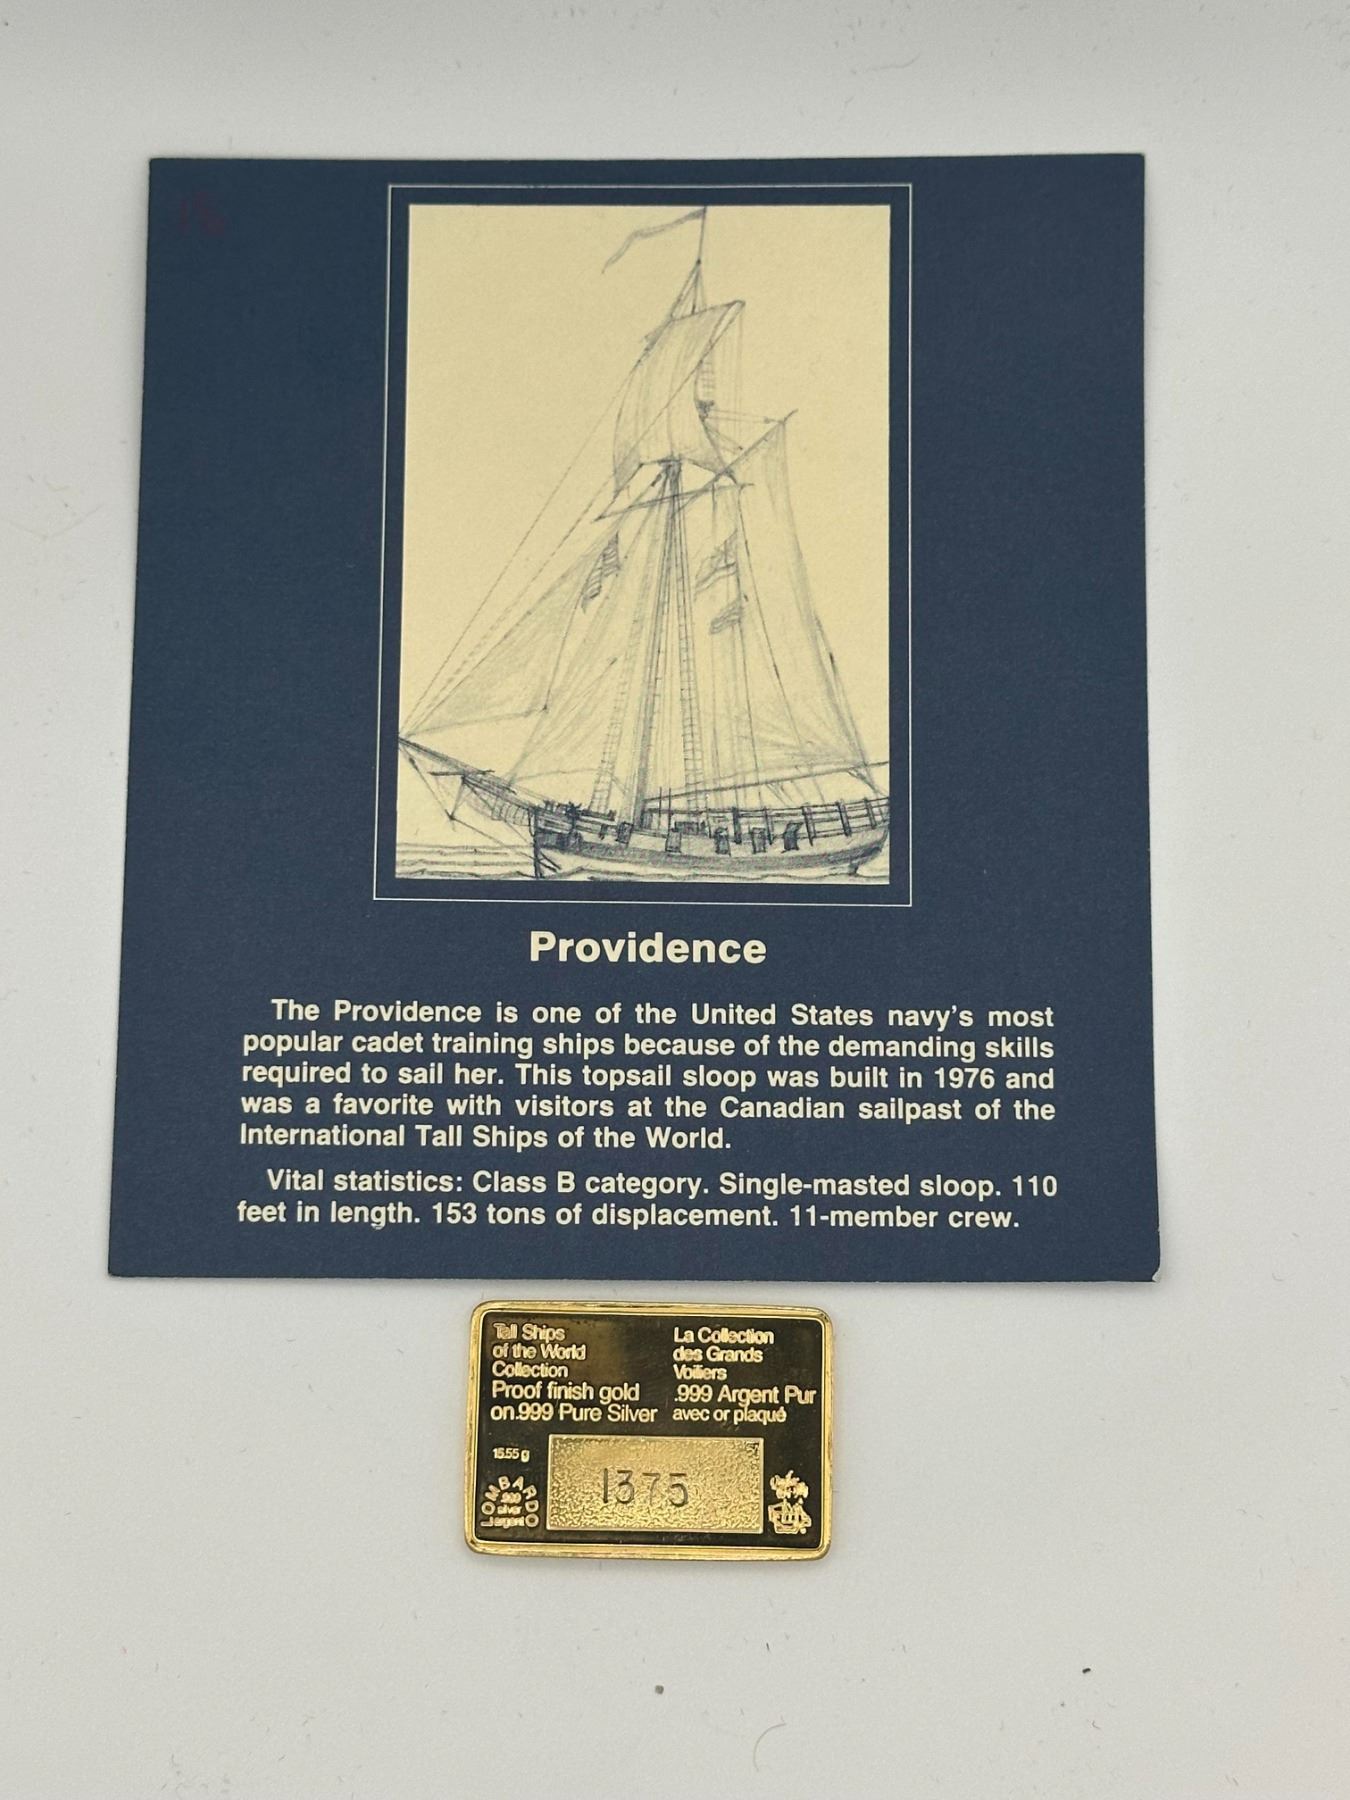 Providence
The Providence is one of the United States navy's most
popular cadet training ships because of the demanding skills
required to sail her. This topsail sloop was built in 1976 and
was a favorite with visitors at the Canadian sailpast of the
International Tall Ships of the World.
Vital statistics: Class B category. Single-masted sloop. 110
feet in length. 153 tons of displacement. 11-member crew.
Tall Ships
of the World
Collection
Proof finish gold
on.999 Pure Silver
La Collection
des Grands
Voiliers
.999 Argent Pur
avec or plaqué
15.55 g
LOMBARDO
999
silver
argent
1375